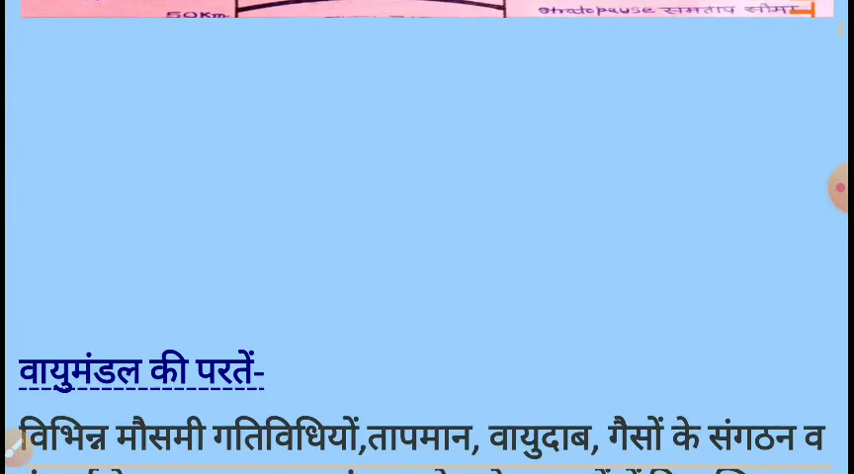 50Km.
Stratopause समताप सीमा
वायुमंडल की परतें-
विभिन्न मौसमी गतिविधियों,तापमान, वायुदाब, गैसों के संगठन व